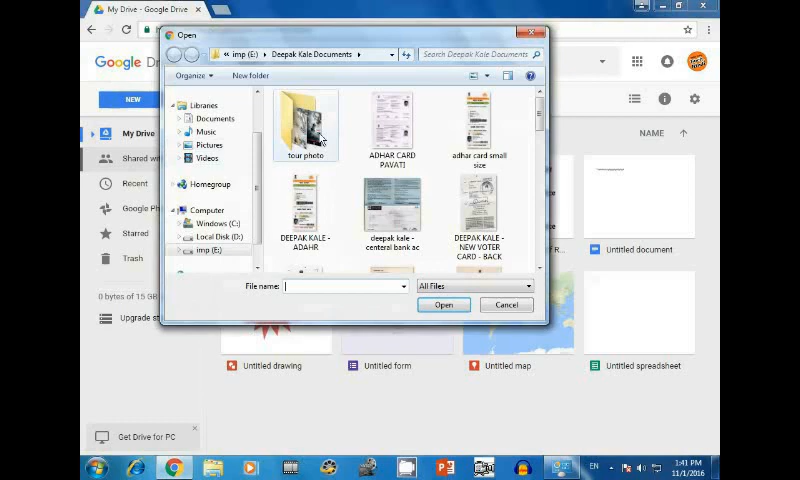 My Drive - Google Drive
Open
« imp (E:) ▸ Deepak Kale Documents ▸
Search Deepak Kale Documents
Organize
New folder
Google
NEW
My Drive
Shared wit
Recent
Google Ph
Starred
Trash
0 bytes of 15 GB
Upgrade st
Get Drive for PC
Libraries
Documents
Music
Pictures
Videos
Homegroup
Computer
Windows (C:)
Local Disk (D:)
imp (E:)
tour photo
ADHAR CARD
PAVATI
adhar card small
size
DEEPAK KALE -
ADAHR
deepak kale -
centeral bank ac
DEEPAK KALE -
NEW VOTER
CARD - BACK
File name:
All Files
Open
Cancel
NAME
Untitled document
Untitled drawing
Untitled form
Untitled map
Untitled spreadsheet
EN
1:41 PM
11/1/2016